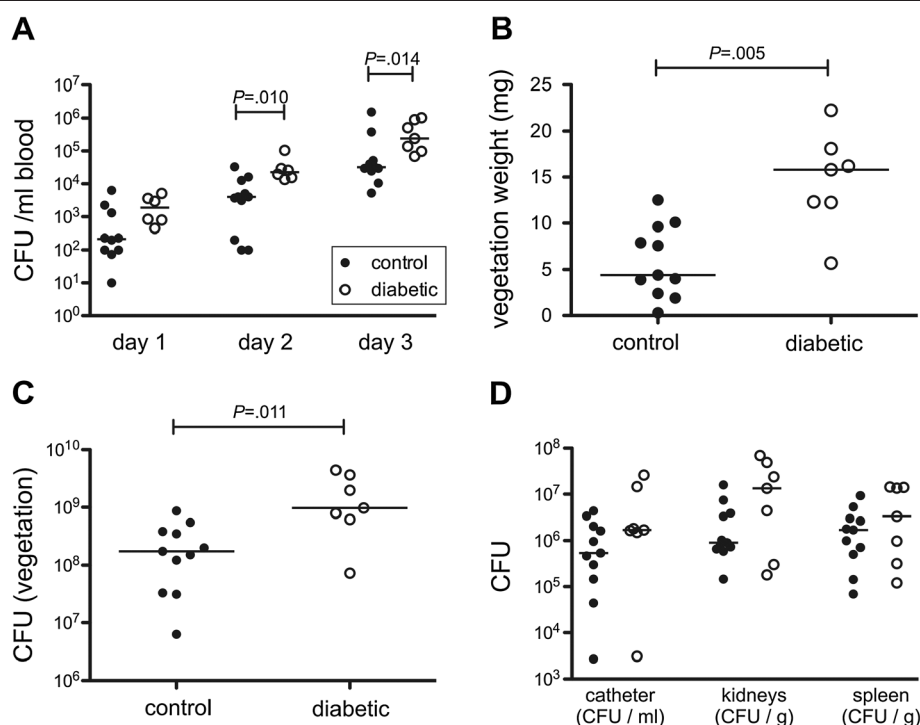 A
P=.010
P=.014
CFU /ml blood
10⁷
10⁶
10⁵
10⁴
10³
10²
10¹
10⁰
control
diabetic
day 1 day 2 day 3
B
P=.005
vegetation weight (mg)
25
20
15
10
5
0
control diabetic
C
P=.011
CFU (vegetation)
10¹⁰
10⁹
10⁸
10⁷
10⁶
control diabetic
D
CFU
10⁸
10⁷
10⁶
10⁵
10⁴
10³
catheter kidneys spleen
(CFU / ml) (CFU / g) (CFU / g)